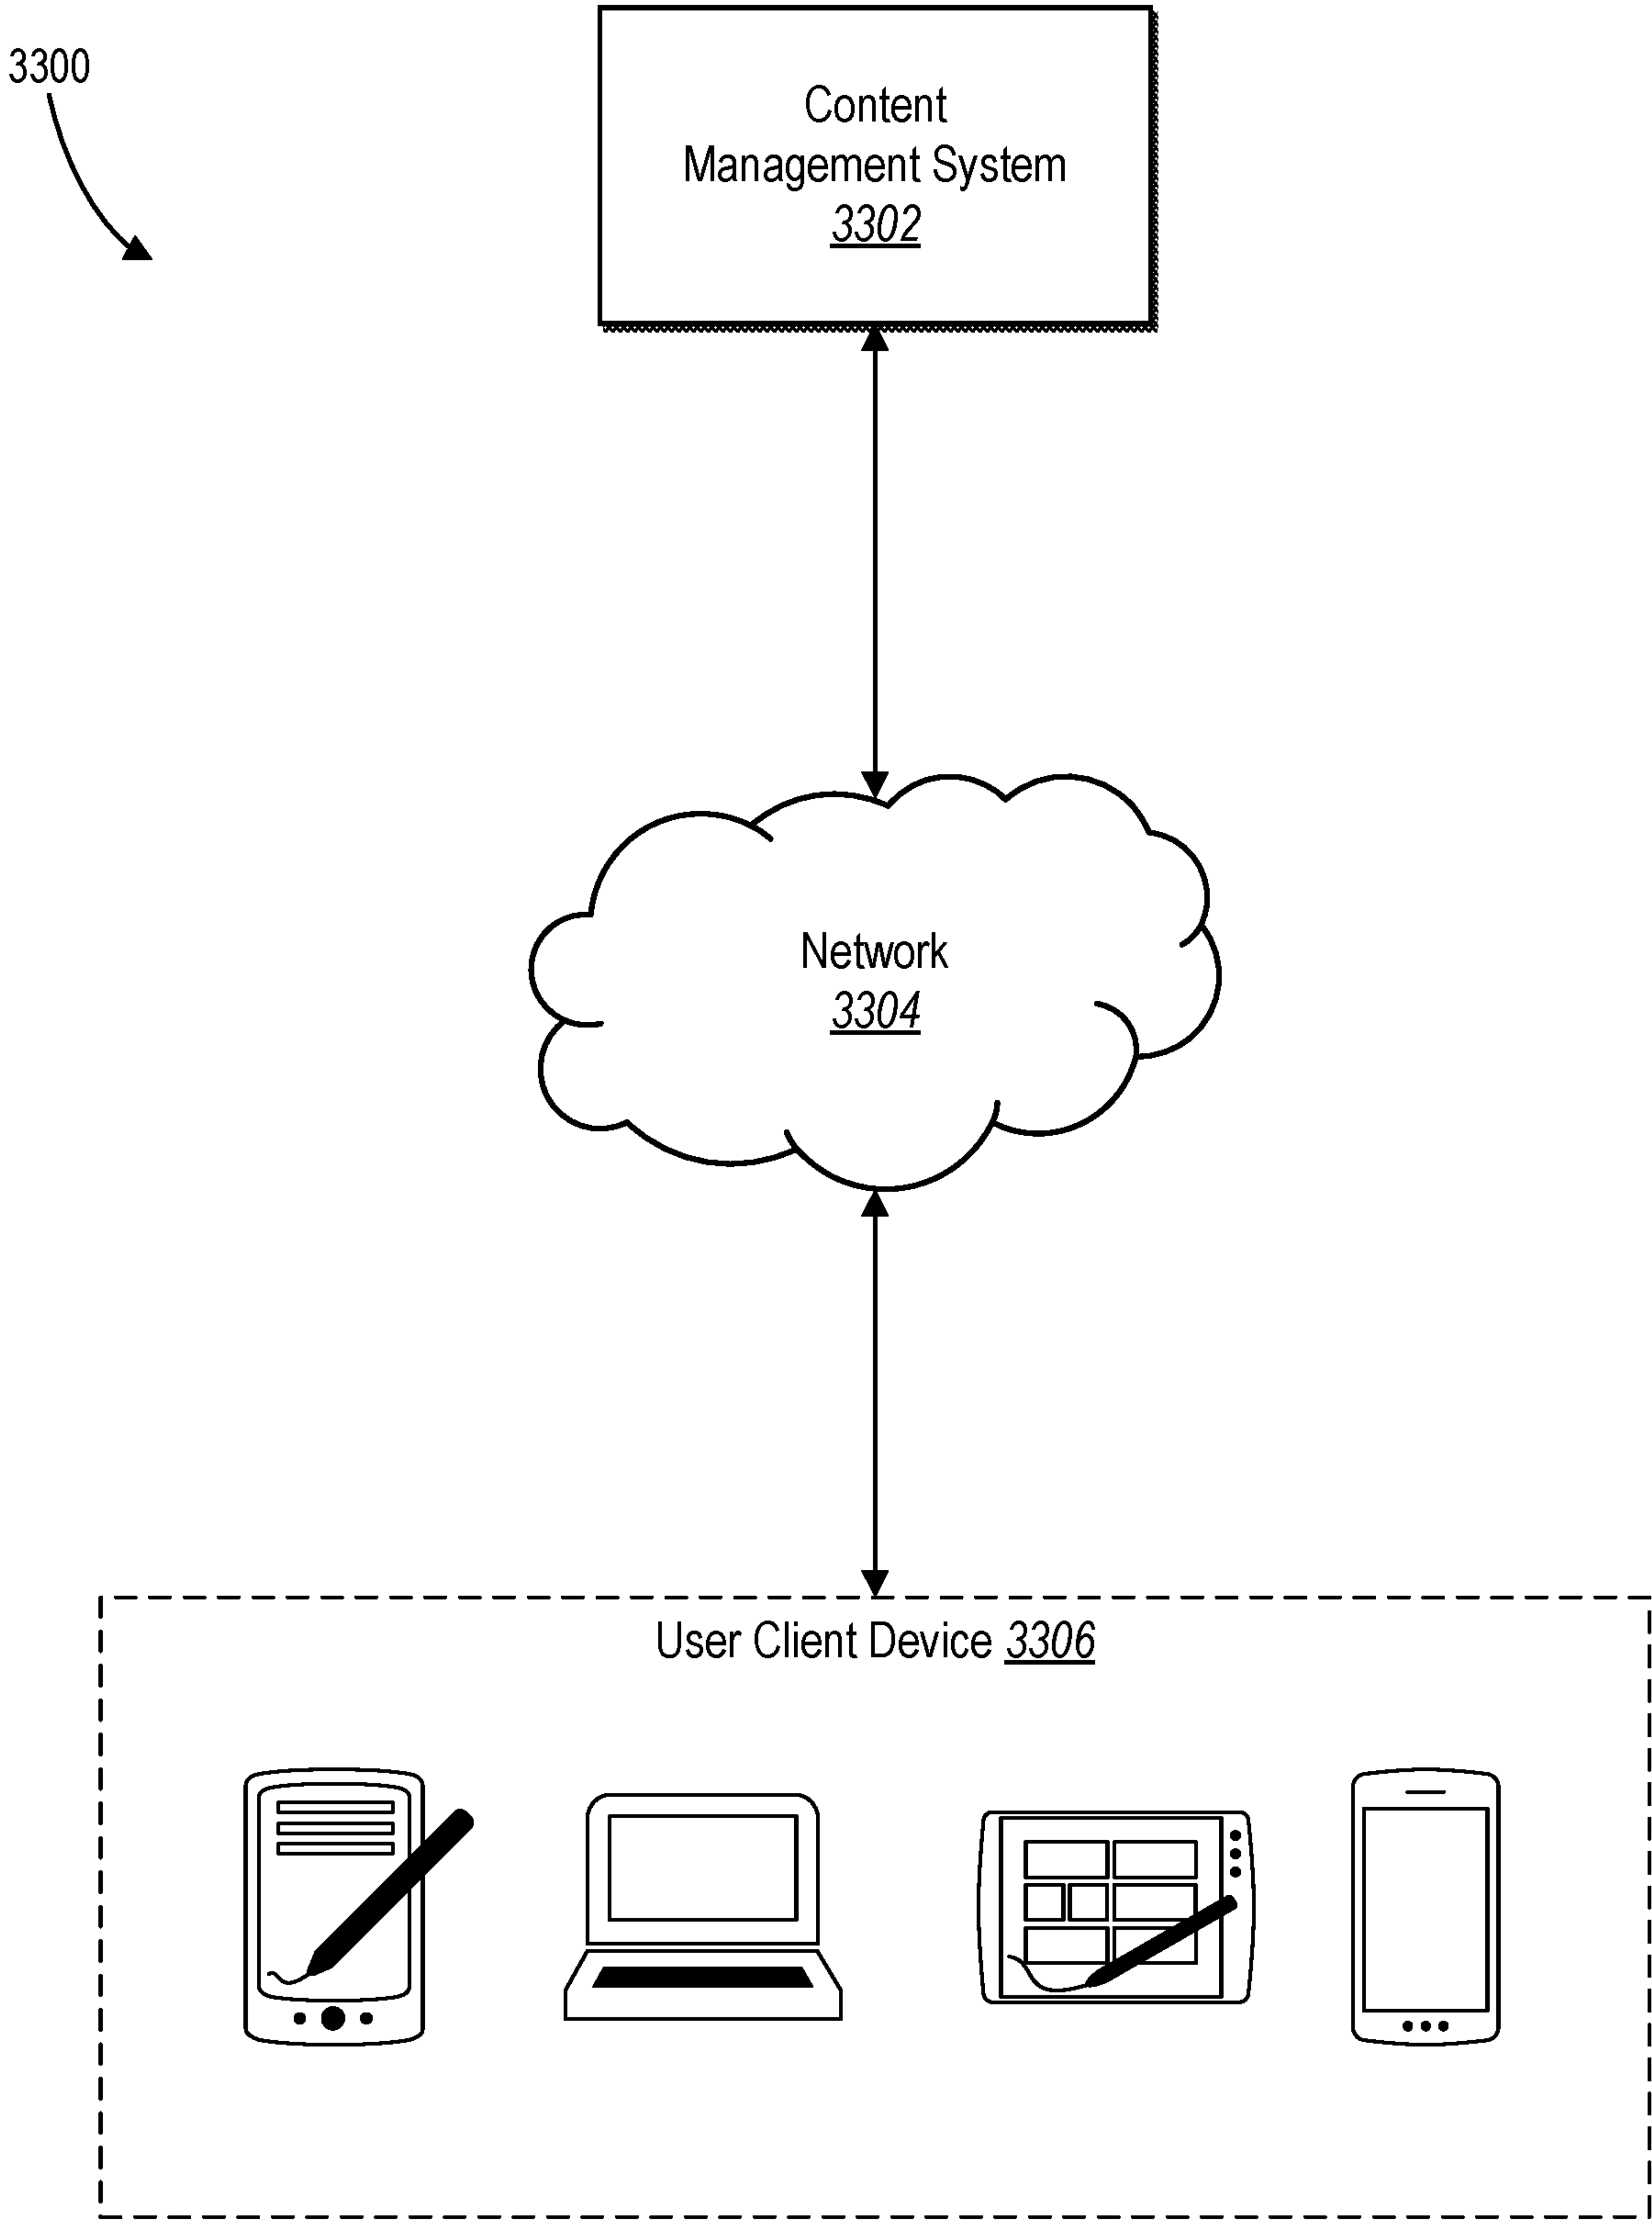 3300
Content
Management System
3302
Network
3304
User Client Device 3306